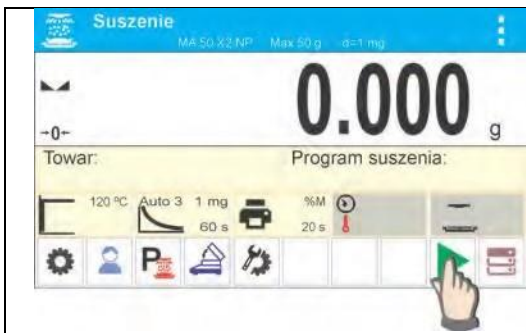 Suszenie
MA 50.X2.NP Max 50 g d=1 mg
→0←
0.000 g
Towar: Program suszenia:
120 °C Auto 3 1 mg %M
60 s 20 s
P